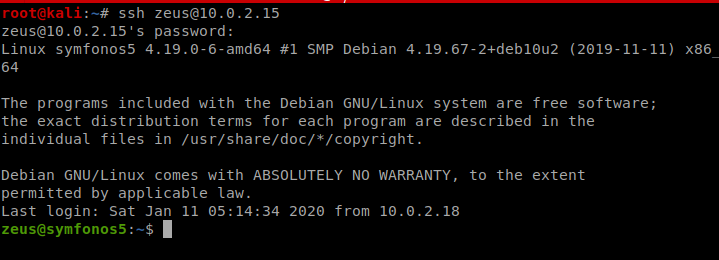 root@kali:~# ssh zeus@10.0.2.15
zeus@10.0.2.15's password:
Linux symfonos5 4.19.0-6-amd64 #1 SMP Debian 4.19.67-2+deb10u2 (2019-11-11) x86_
64

The programs included with the Debian GNU/Linux system are free software;
the exact distribution terms for each program are described in the
individual files in /usr/share/doc/*/copyright.

Debian GNU/Linux comes with ABSOLUTELY NO WARRANTY, to the extent
permitted by applicable law.
Last login: Sat Jan 11 05:14:34 2020 from 10.0.2.18
zeus@symfonos5:~$